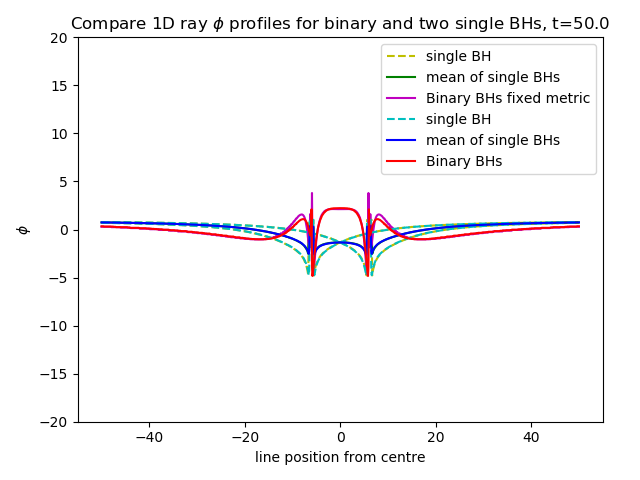 Compare 1D ray ϕ profiles for binary and two single BHs, t=50.0
20
15
10
5
0
−5
−10
−15
−20
ϕ
single BH
mean of single BHs
Binary BHs fixed metric
single BH
mean of single BHs
Binary BHs
−40 −20 0 20 40
line position from centre